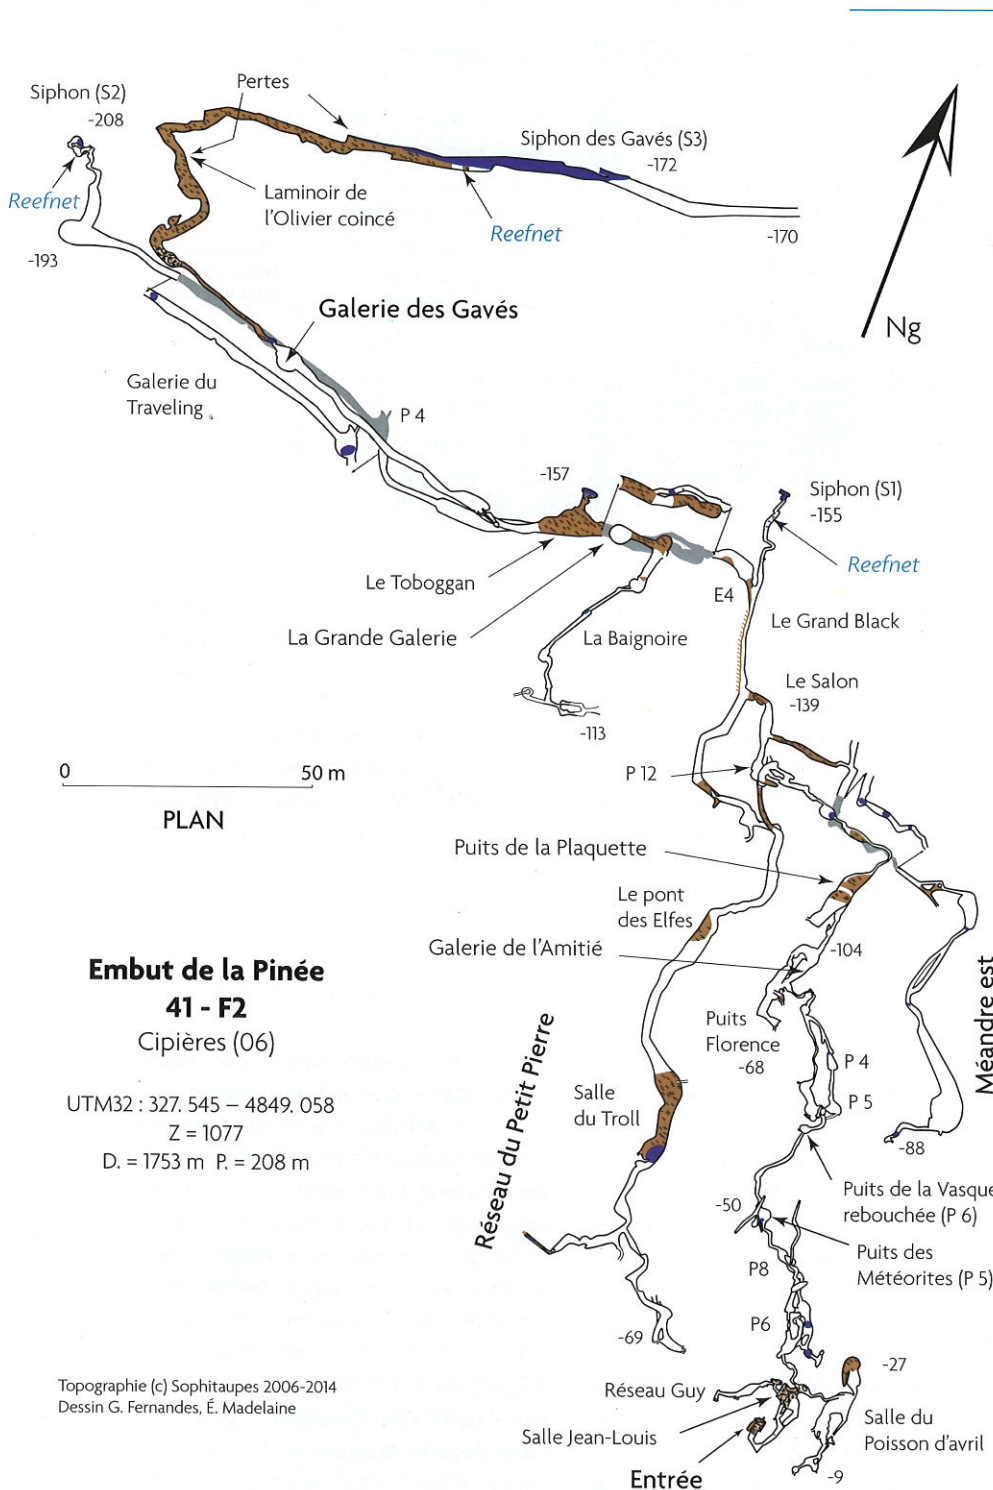 Siphon (S2)
-208
Reefnet
-193
Pertes
Laminoir de
l'Olivier coincé
Siphon des Gavés (S3)
-172
Reefnet
-170
Ng
Galerie des Gavés
Galerie du
Traveling
P 4
-157
Siphon (S1)
-155
Reefnet
Le Toboggan
E4
La Grande Galerie
La Baignoire
Le Grand Black
-113
Le Salon
-139
0
50 m
PLAN
P 12
Puits de la Plaquette
Le pont
des Elfes
Galerie de l'Amitié
-104
Embut de la Pinée
41 - F2
Cipières (06)
UTM32 : 327. 545 – 4849. 058
Z = 1077
D. = 1753 m P. = 208 m
Puits
Florence
-68
Méandre est
P 4
P 5
Salle
du Troll
Réseau du Petit Pierre
-88
-50
Puits de la Vasque
rebouchée (P 6)
Puits des
Météorites (P 5)
P8
P6
-69
-27
Réseau Guy
Salle Jean-Louis
Salle du
Poisson d'avril
Entrée
-9
Topographie (c) Sophitaupes 2006-2014
Dessin G. Fernandes, É. Madelaine